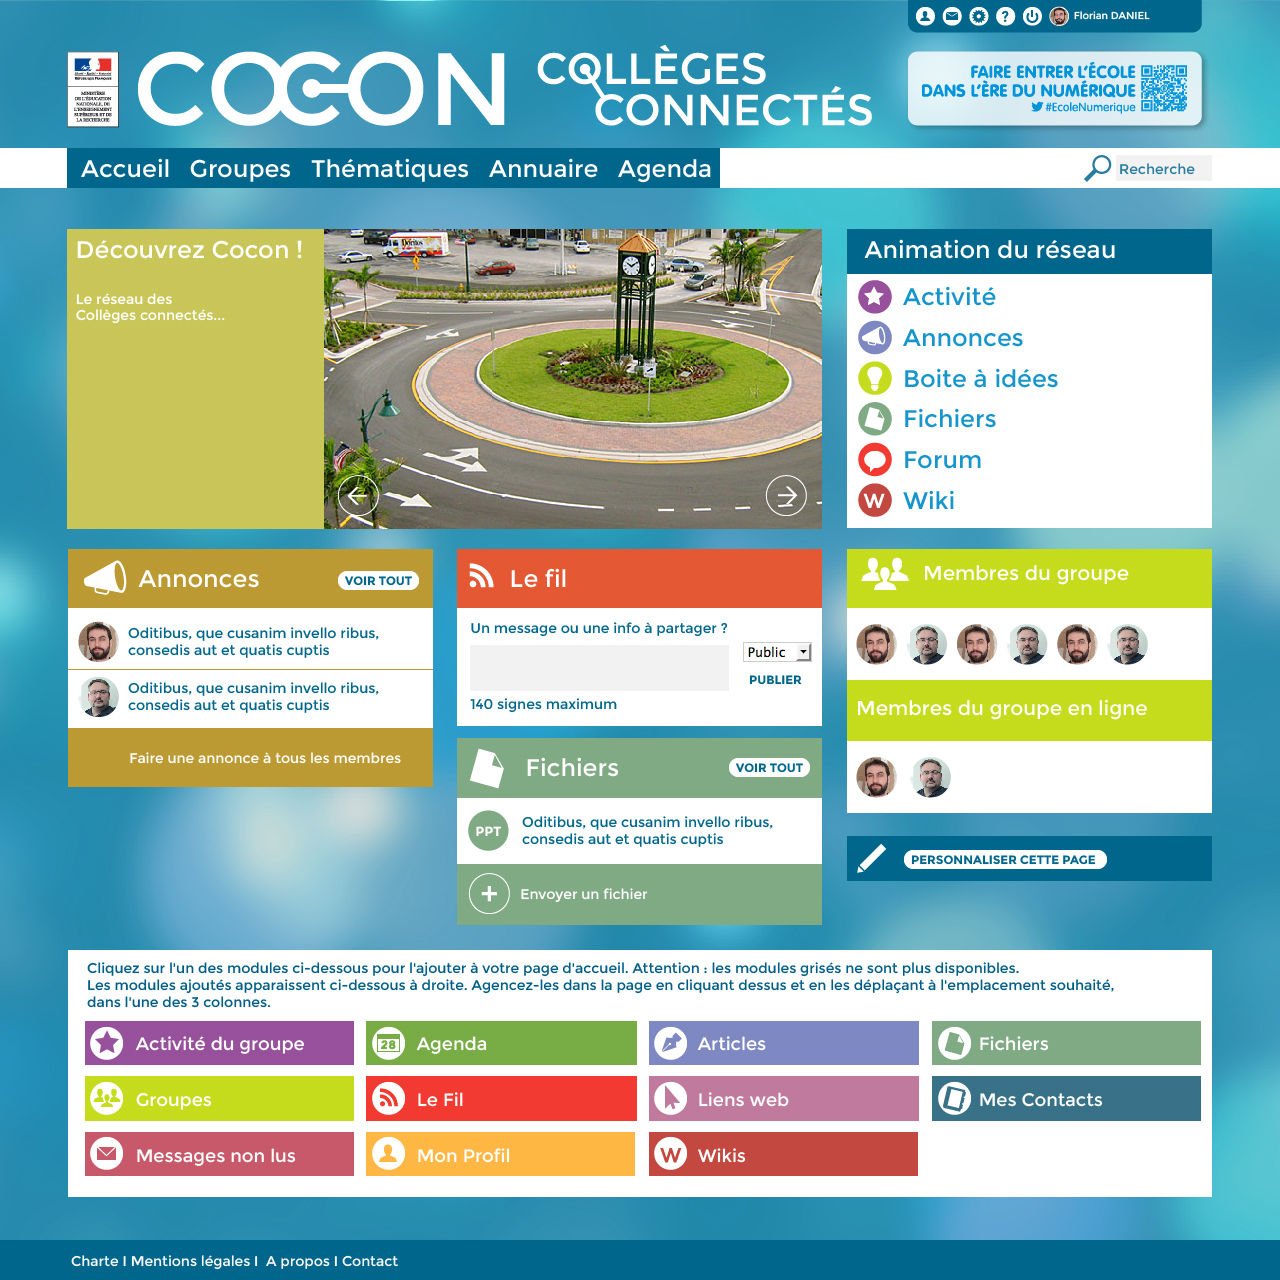 Florian DANIEL
RÉPUBLIQUE FRANÇAISE
MINISTÈRE
DE L'ÉDUCATION
NATIONALE, DE
L'ENSEIGNEMENT
SUPÉRIEUR ET DE
LA RECHERCHE
COCON
COLLÈGES
CONNECTÉS
FAIRE ENTRER L'ÉCOLE
DANS L'ÈRE DU NUMÉRIQUE
#EcoleNumerique
Accueil Groupes Thématiques Annuaire Agenda
Recherche
Découvrez Cocon !
Le réseau des
Collèges connectés...
Doritos
Animation du réseau
Activité
Annonces
Boite à idées
Fichiers
Forum
W Wiki
Annonces VOIR TOUT
Oditibus, que cusanim invello ribus,
consedis aut et quatis cuptis
Oditibus, que cusanim invello ribus,
consedis aut et quatis cuptis
Faire une annonce à tous les membres
Le fil
Un message ou une info à partager ?
Public
PUBLIER
140 signes maximum
Fichiers VOIR TOUT
PPT
Oditibus, que cusanim invello ribus,
consedis aut et quatis cuptis
Envoyer un fichier
Membres du groupe
Membres du groupe en ligne
PERSONNALISER CETTE PAGE
Cliquez sur l'un des modules ci-dessous pour l'ajouter à votre page d'accueil. Attention : les modules grisés ne sont plus disponibles.
Les modules ajoutés apparaissent ci-dessous à droite. Agencez-les dans la page en cliquant dessus et en les déplaçant à l'emplacement souhaité,
dans l'une des 3 colonnes.
Activité du groupe
28 Agenda
Articles
Fichiers
Groupes
Le Fil
Liens web
Mes Contacts
Messages non lus
Mon Profil
W Wikis
Charte I Mentions légales I A propos I Contact